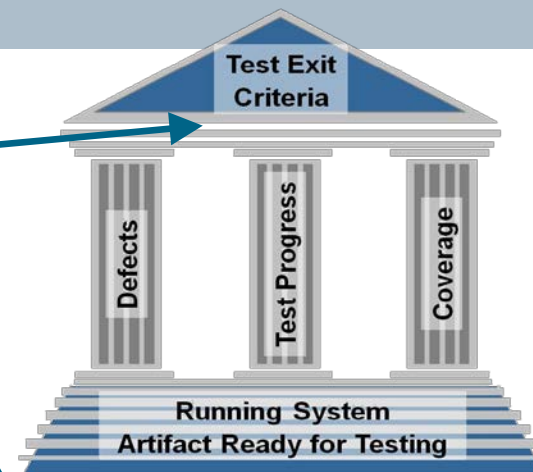 Test Exit
Criteria
Defects
Test Progress
Coverage
Running System
Artifact Ready for Testing